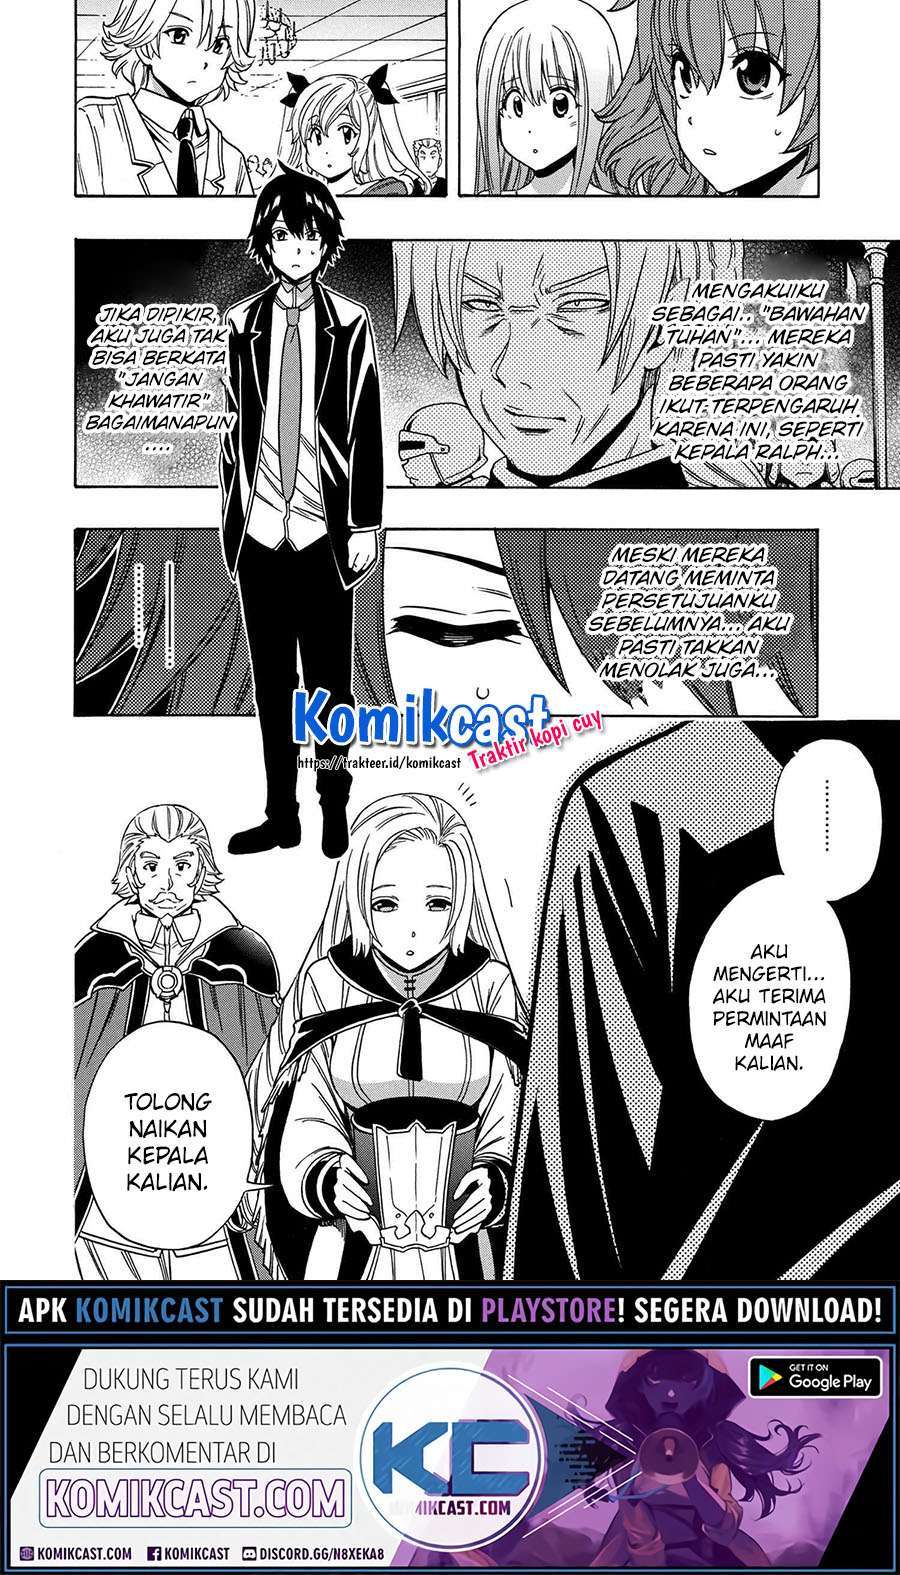 MENGAKUIKU
SEBAGAI.. "BAWAHAN
TUHAN"... MEREKA
PASTI YAKIN
BEBERAPA ORANG
IKUT TERPENGARUH
KARENA INI, SEPERTI
KEPALA RALPH...
JIKA DIPIKIR,
AKU JUGA TAK
BISA BERKATA
"JANGAN
KHAWATIR"
BAGAIMANAPUN
....
MESKI MEREKA
DATANG MEMINTA
PERSETUJUANKU
SEBELUMNYA... AKU
PASTI TAKKAN
MENOLAK JUGA...
Komikcast
Traktir kopi cuy
https://trakteer.id/komikcast
AKU
MENGERTI...
AKU TERIMA
PERMINTAAN
MAAF
KALIAN.
TOLONG
NAIKAN
KEPALA
KALIAN.
APK KOMIKCAST SUDAH TERSEDIA DI PLAYSTORE! SEGERA DOWNLOAD!
DUKUNG TERUS KAMI
DENGAN SELALU MEMBACA
DAN BERKOMENTAR DI
KOMIKCAST.COM
KC
KOMIKCAST.COM
GET IT ON
Google Play
KOMIKCAST.COM KOMIKCAST DISCORD.GG/N8XEKA8